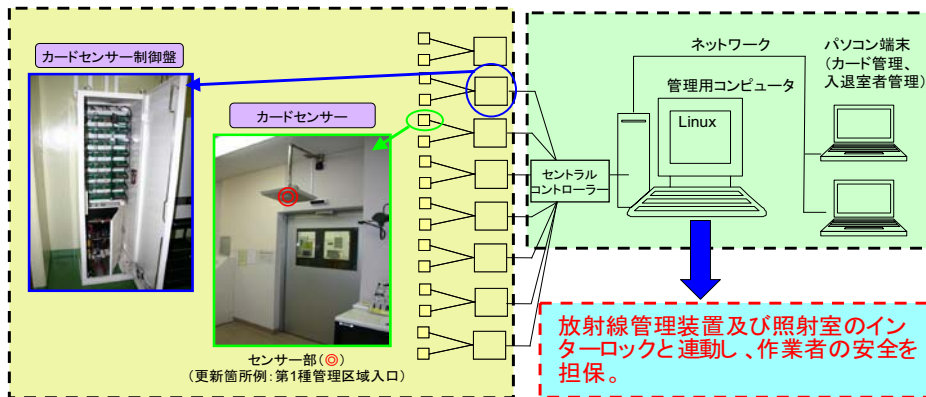 カードセンサー制御盤
カードセンサー
センサー部(◎)
(更新箇所例:第1種管理区域入口)
ネットワーク
管理用コンピュータ
Linux
パソコン端末
(カード管理、
入退室者管理)
セントラル
コントローラー
放射線管理装置及び照射室のイン
ターロックと連動し、作業者の安全を
担保。